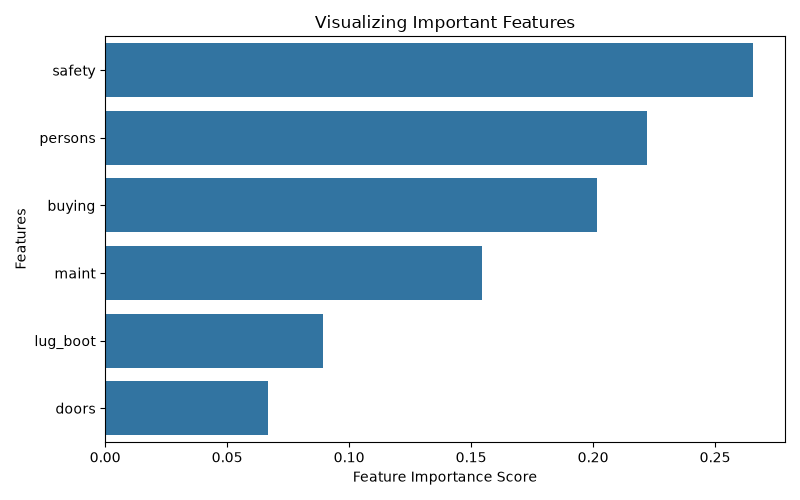 Visualizing Important Features
safety
persons
buying
maint
lug_boot
doors
Features
0.00 0.05 0.10 0.15 0.20 0.25
Feature Importance Score